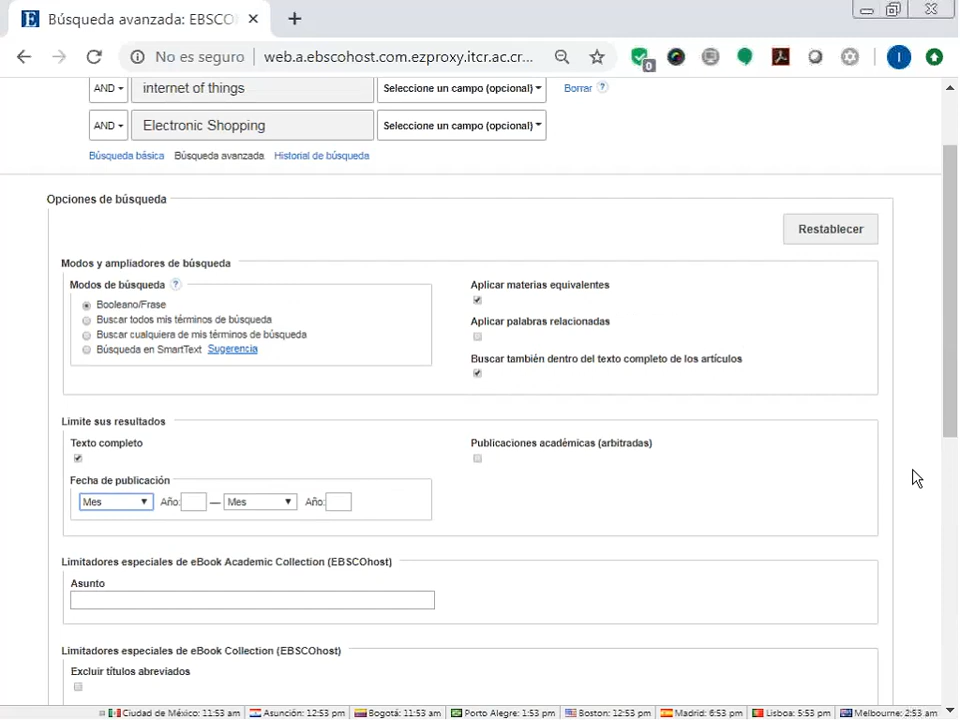 Búsqueda avanzada: EBSCO
No es seguro
web.a.ebscohost.com.ezproxy.itcr.ac.cr...
0
I
AND internet of things Seleccione un campo (opcional) Borrar ?
AND Electronic Shopping Seleccione un campo (opcional)
Búsqueda básica Búsqueda avanzada Historial de búsqueda
Opciones de búsqueda
Restablecer
Modos y ampliadores de búsqueda
Modos de búsqueda ?
Booleano/Frase
Buscar todos mis términos de búsqueda
Buscar cualquiera de mis términos de búsqueda
Búsqueda en SmartText Sugerencia
Aplicar materias equivalentes
Aplicar palabras relacionadas
Buscar también dentro del texto completo de los artículos
Limite sus resultados
Texto completo
Publicaciones académicas (arbitradas)
Fecha de publicación
Mes Año: — Mes Año:
Limitadores especiales de eBook Academic Collection (EBSCOhost)
Asunto
Limitadores especiales de eBook Collection (EBSCOhost)
Excluir títulos abreviados
Ciudad de México: 11:53 am Asunción: 12:53 pm Bogotá: 11:53 am Porto Alegre: 1:53 pm Boston: 12:53 pm Madrid: 6:53 pm Lisboa: 5:53 pm Melbourne: 2:53 am